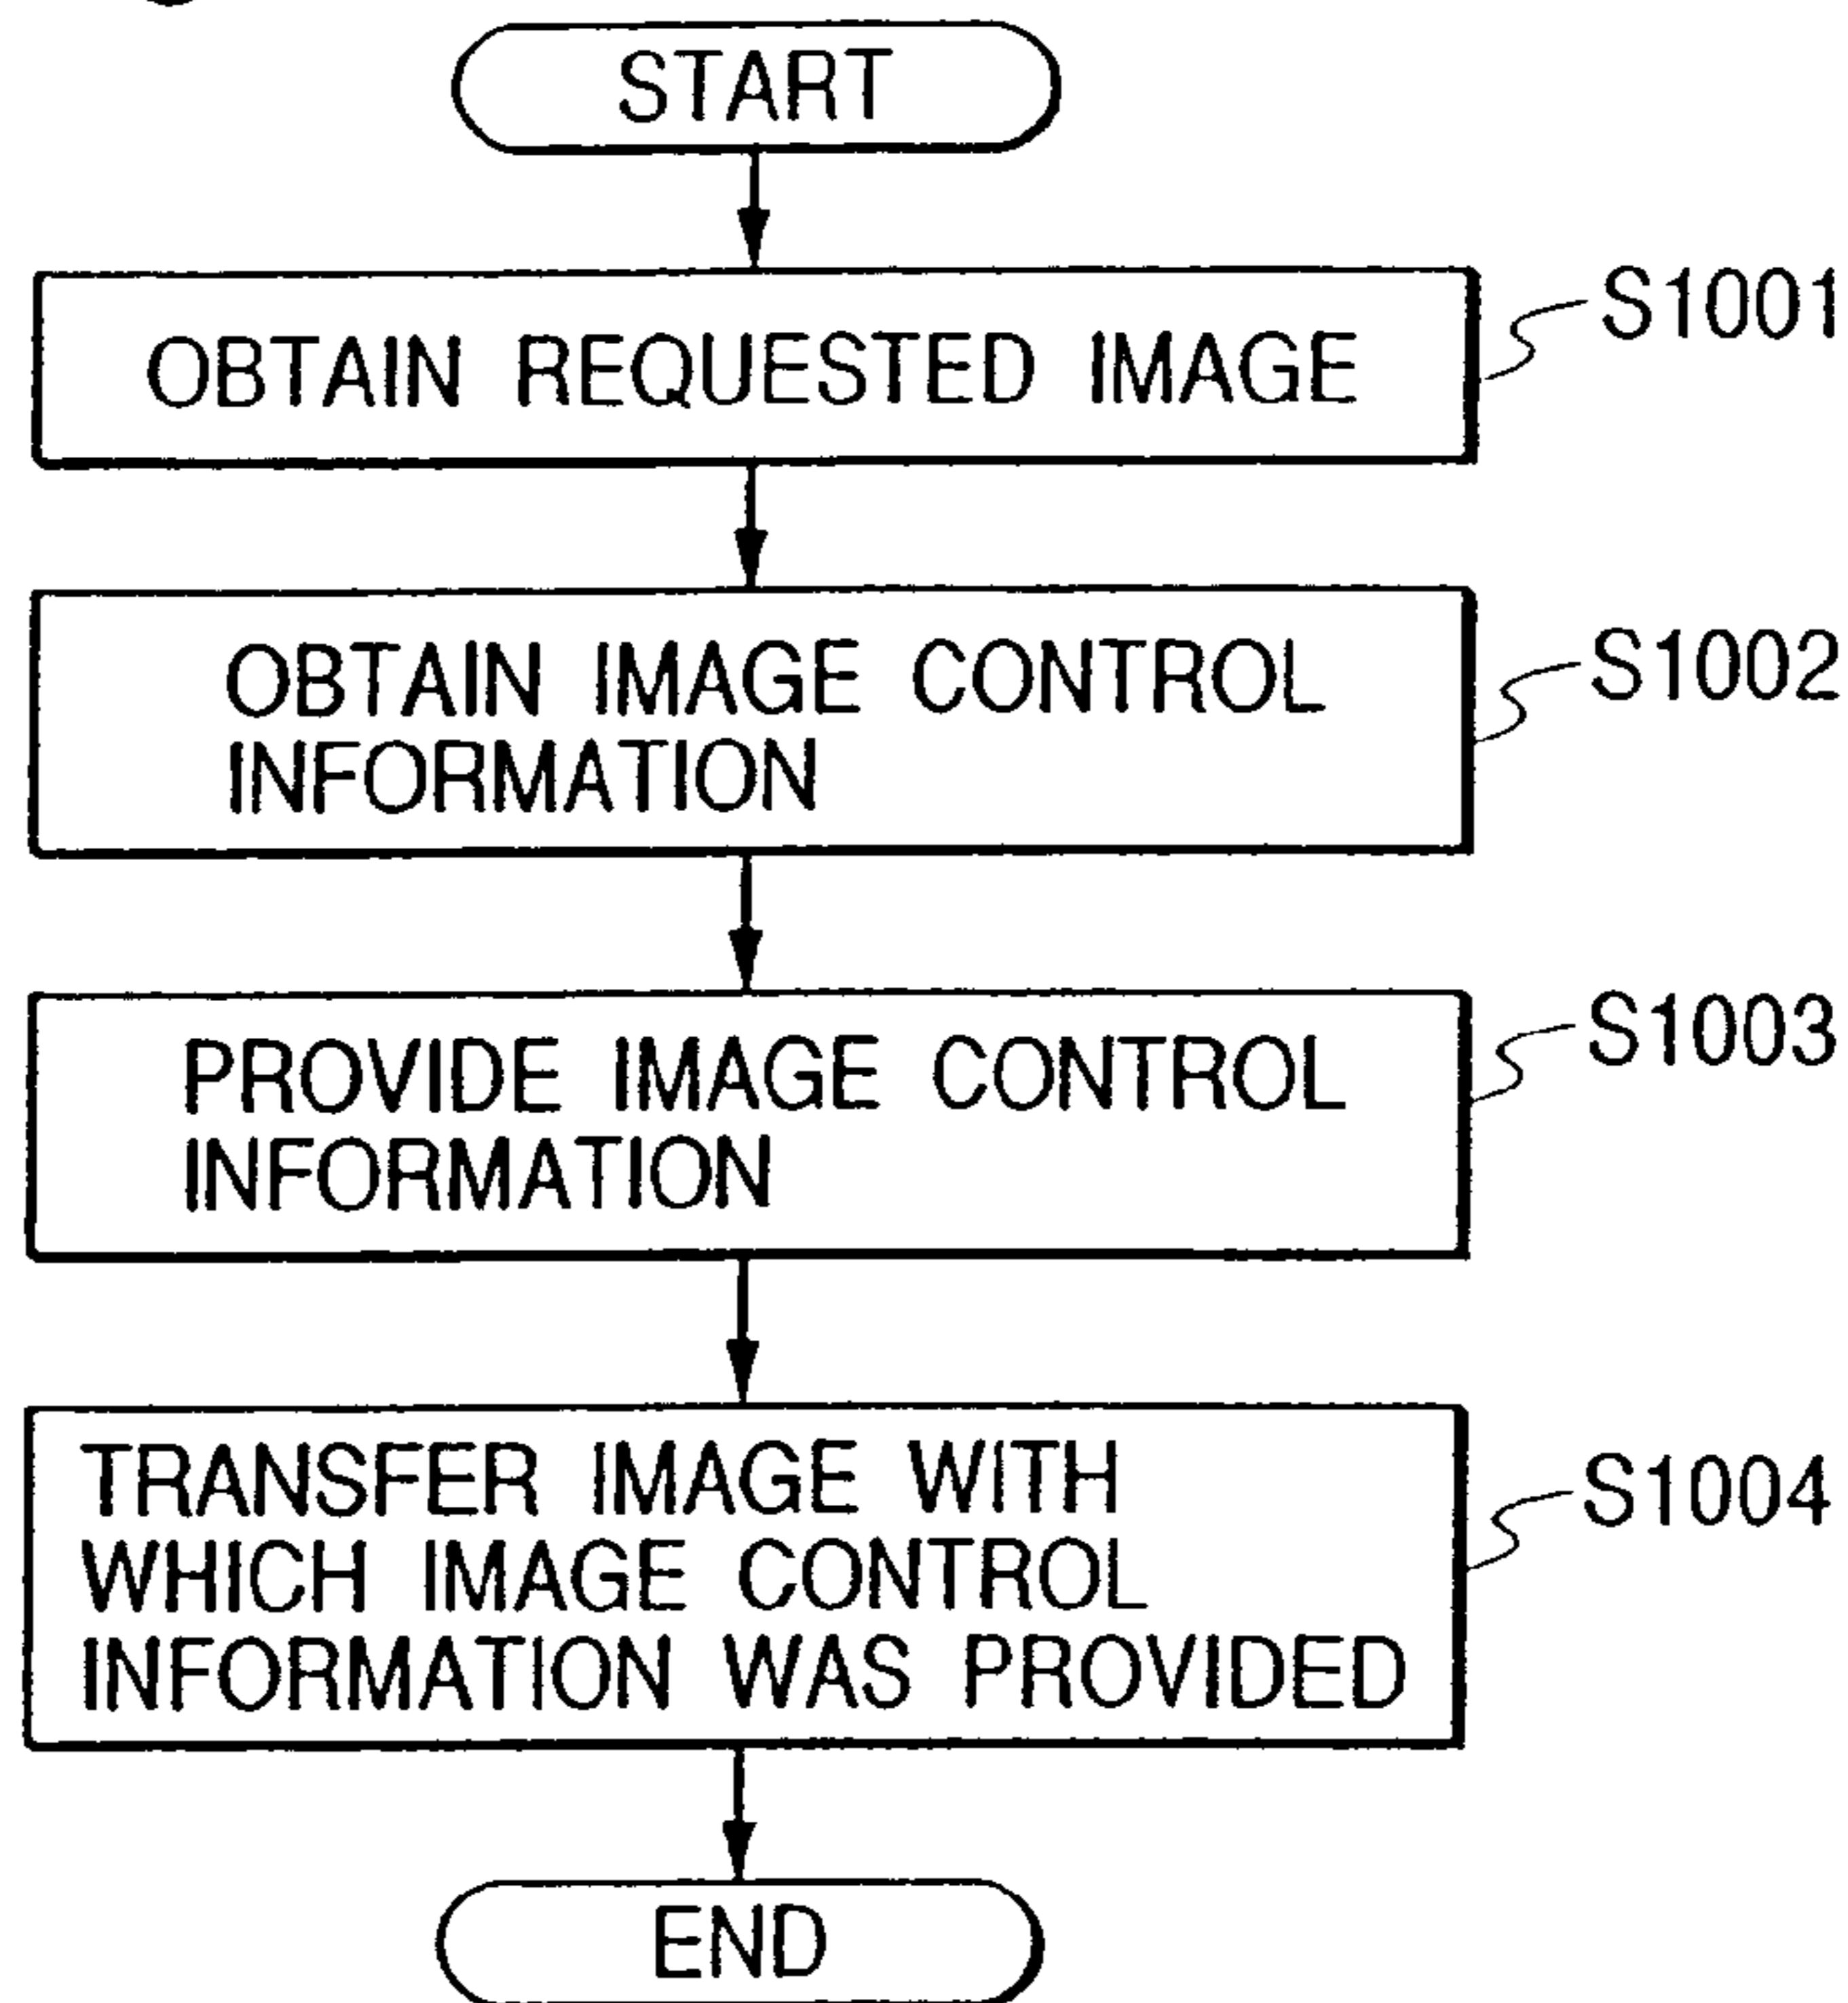 START
OBTAIN REQUESTED IMAGE
S1001
OBTAIN IMAGE CONTROL
INFORMATION
S1002
PROVIDE IMAGE CONTROL
INFORMATION
S1003
TRANSFER IMAGE WITH
WHICH IMAGE CONTROL
INFORMATION WAS PROVIDED
S1004
END